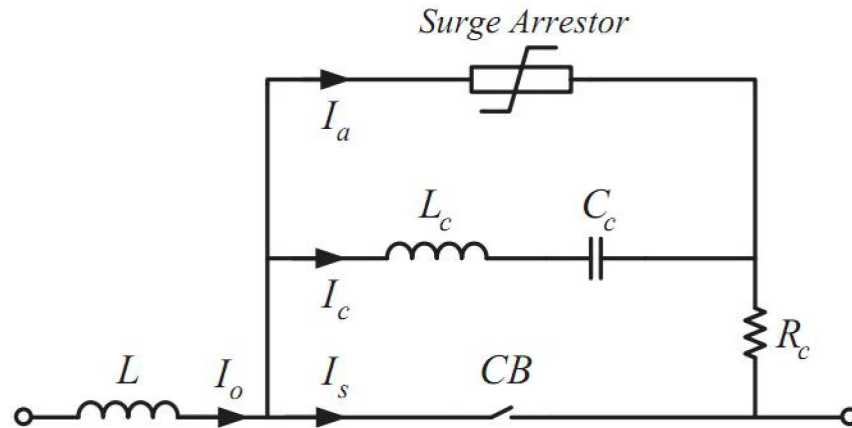 Surge Arrestor
I_a
L_c
C_c
I_c
R_c
L
I_o
I_s
CB